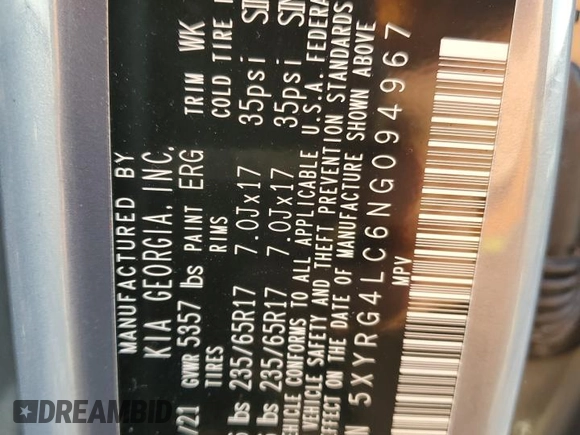 MANUFACTURED BY
KIA GEORGIA, INC.
/21 GVWR 5357 lbs PAINT ERG TRIM WK
TIRES RIMS COLD TIRE
lbs 235/65R17 7.0Jx17 35psi
lbs 235/65R17 7.0Jx17 35psi
VEHICLE CONFORMS TO ALL APPLICABLE U.S.A. FEDERAL
VEHICLE SAFETY AND THEFT PREVENTION STANDARDS
EFFECT ON THE DATE OF MANUFACTURE SHOWN ABOVE
5XYRG4LC6NG094967
MPV
DREAMBID